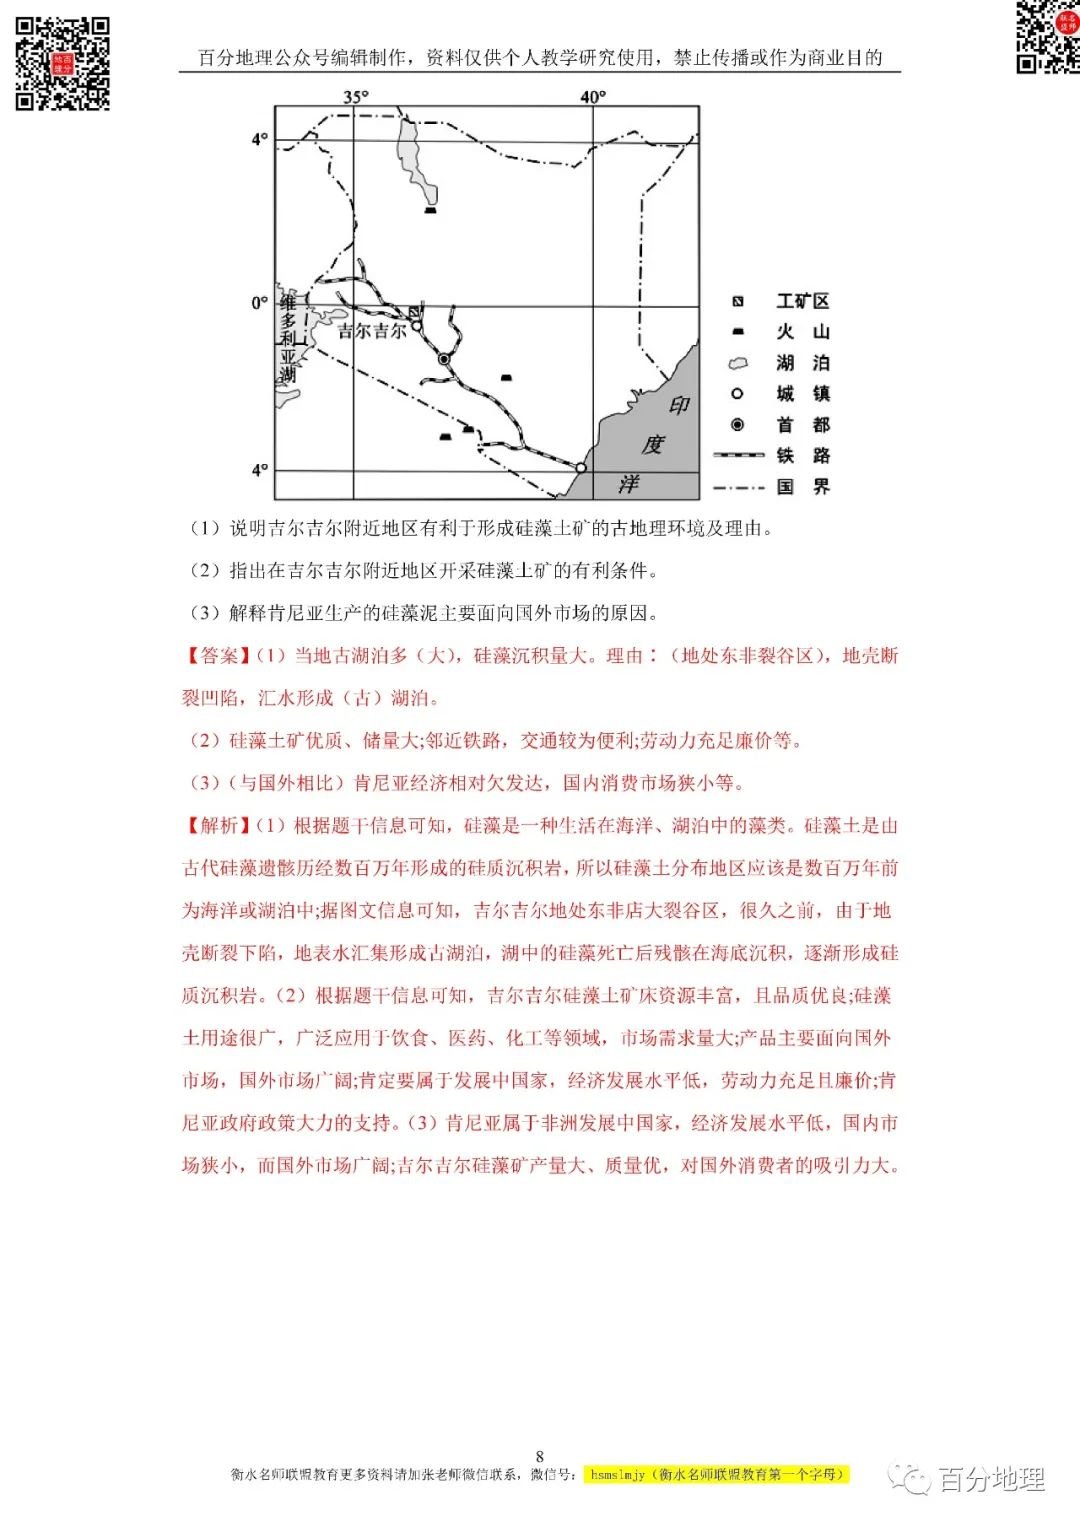 百分地理公众号编辑制作，资料仅供个人教学研究使用，禁止传播或作为商业目的
35° 40°
4°
0°
4°
维多利亚湖
吉尔吉尔
印度洋
工矿区
火 山
湖 泊
城 镇
首 都
铁 路
国 界
（1）说明吉尔吉尔附近地区有利于形成硅藻土矿的古地理环境及理由。
（2）指出在吉尔吉尔附近地区开采硅藻土矿的有利条件。
（3）解释肯尼亚生产的硅藻泥主要面向国外市场的原因。
【答案】（1）当地古湖泊多（大），硅藻沉积量大。理由：（地处东非裂谷区），地壳断
裂凹陷，汇水形成（古）湖泊。
（2）硅藻土矿优质、储量大;邻近铁路，交通较为便利;劳动力充足廉价等。
（3）（与国外相比）肯尼亚经济相对欠发达，国内消费市场狭小等。
【解析】（1）根据题干信息可知，硅藻是一种生活在海洋、湖泊中的藻类。硅藻土是由
古代硅藻遗骸历经数百万年形成的硅质沉积岩，所以硅藻土分布地区应该是数百万年前
为海洋或湖泊中;据图文信息可知，吉尔吉尔地处东非店大裂谷区，很久之前，由于地
壳断裂下陷，地表水汇集形成古湖泊，湖中的硅藻死亡后残骸在海底沉积，逐渐形成硅
质沉积岩。（2）根据题干信息可知，吉尔吉尔硅藻土矿床资源丰富，且品质优良;硅藻
土用途很广，广泛应用于饮食、医药、化工等领域，市场需求量大;产品主要面向国外
市场，国外市场广阔;肯定要属于发展中国家，经济发展水平低，劳动力充足且廉价;肯
尼亚政府政策大力的支持。（3）肯尼亚属于非洲发展中国家，经济发展水平低，国内市
场狭小，而国外市场广阔;吉尔吉尔硅藻矿产量大、质量优，对国外消费者的吸引力大。
8
衡水名师联盟教育更多资料请加张老师微信联系，微信号： hsmslmjy（衡水名师联盟教育第一个字母）
百分地理